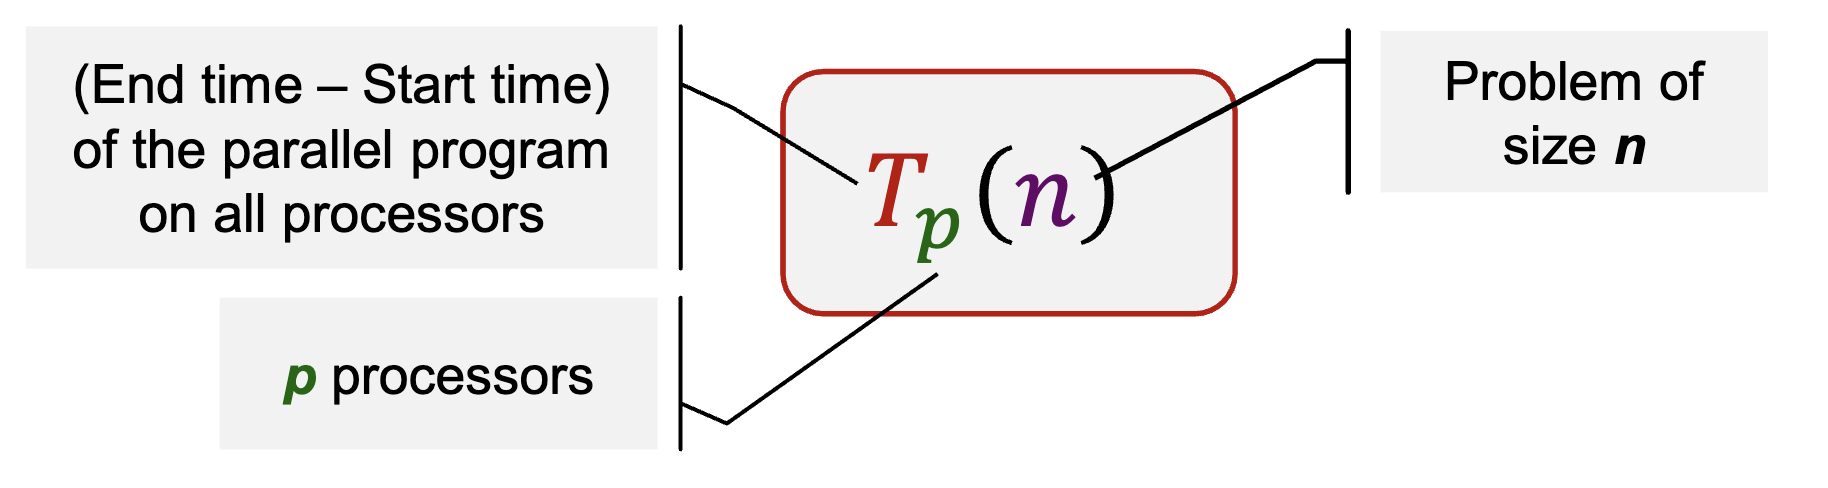 (End time – Start time)
of the parallel program
on all processors
p processors
T_p(n)
Problem of
size n